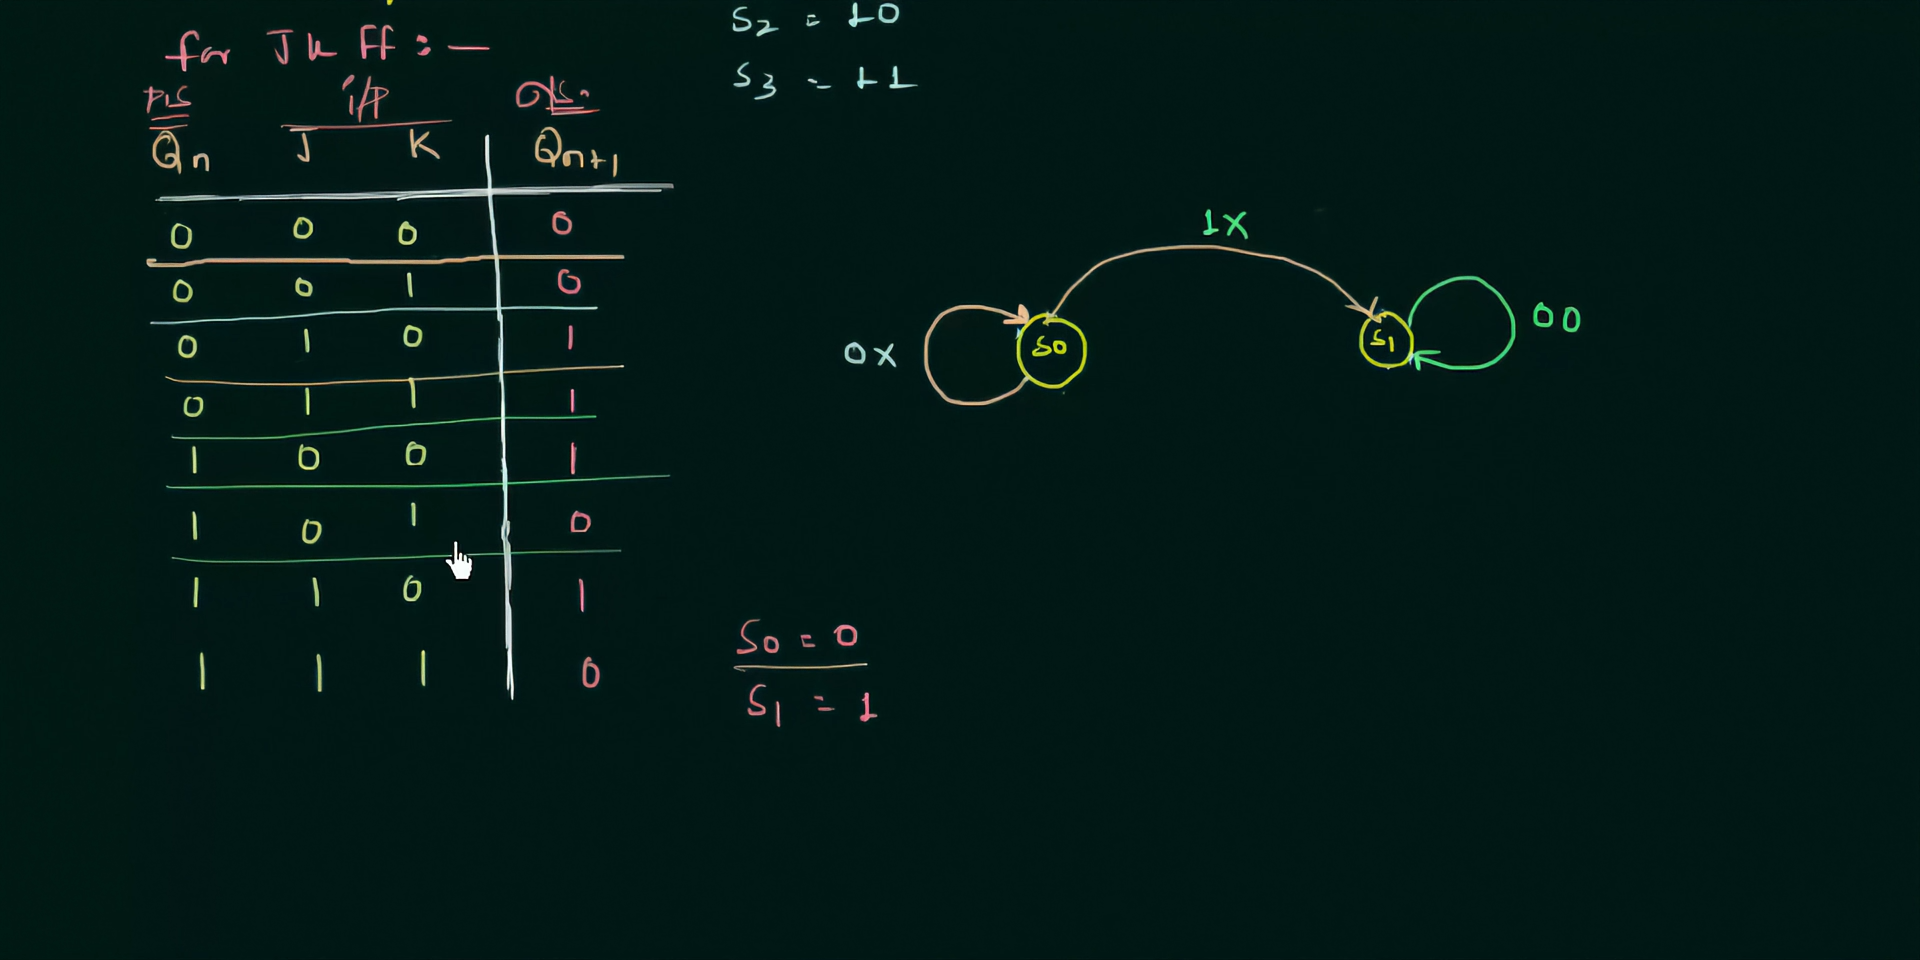 for JK FF :-
S2 = 10
S3 = 11
P.S i/p
Qn J K Qn+1
0 0 0 0
0 0 1 0
0 1 0 1
0 1 1 1
1 0 0 1
1 0 1 0
1 1 0 1
1 1 1 0
1X
0X
S0
S1
00
S0 = 0
S1 = 1